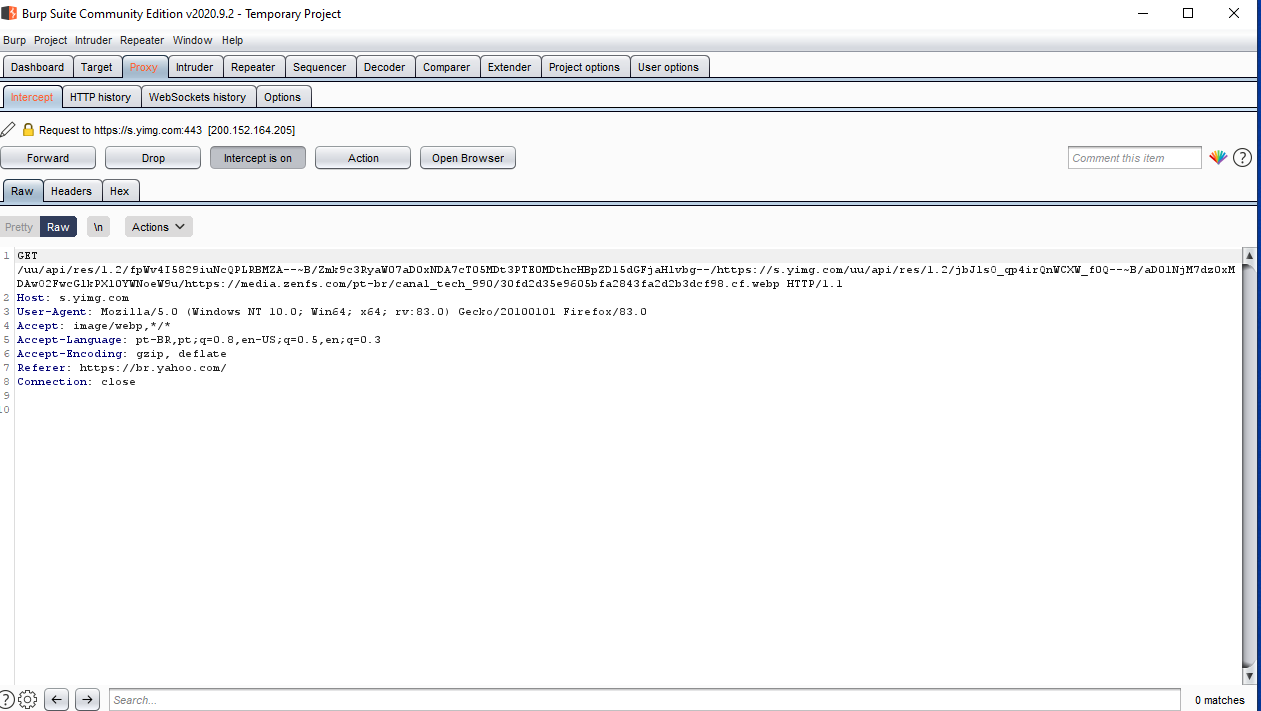 Burp Suite Community Edition v2020.9.2 - Temporary Project
Burp Project Intruder Repeater Window Help
Dashboard Target Proxy Intruder Repeater Sequencer Decoder Comparer Extender Project options User options
Intercept HTTP history WebSockets history Options
Request to https://s.yimg.com:443 [200.152.164.205]
Forward Drop Intercept is on Action Open Browser Comment this item ?
Raw Headers Hex
Pretty Raw \n Actions
1 GET
/uu/api/res/1.2/fpWv4I5829iuNcQPLRBMZA--~B/Zmk9c3RyaW07aD0xNDA7cT05MDt3PTE0MDthcHBpZD15dGFjaHlvbg--/https://s.yimg.com/uu/api/res/1.2/jbJ1s0_qp4irQnWCXW_f0Q--~B/aD01NjM7dz0xM
DAwO2FwcGlkPXl0YWNoeW9u/https://media.zenfs.com/pt-br/canal_tech_990/30fd2d35e9605bfa2843fa2d2b3dcf98.cf.webp HTTP/1.1
2 Host: s.yimg.com
3 User-Agent: Mozilla/5.0 (Windows NT 10.0; Win64; x64; rv:83.0) Gecko/20100101 Firefox/83.0
4 Accept: image/webp,*/*
5 Accept-Language: pt-BR,pt;q=0.8,en-US;q=0.5,en;q=0.3
6 Accept-Encoding: gzip, deflate
7 Referer: https://br.yahoo.com/
8 Connection: close
9
10
? Search... 0 matches